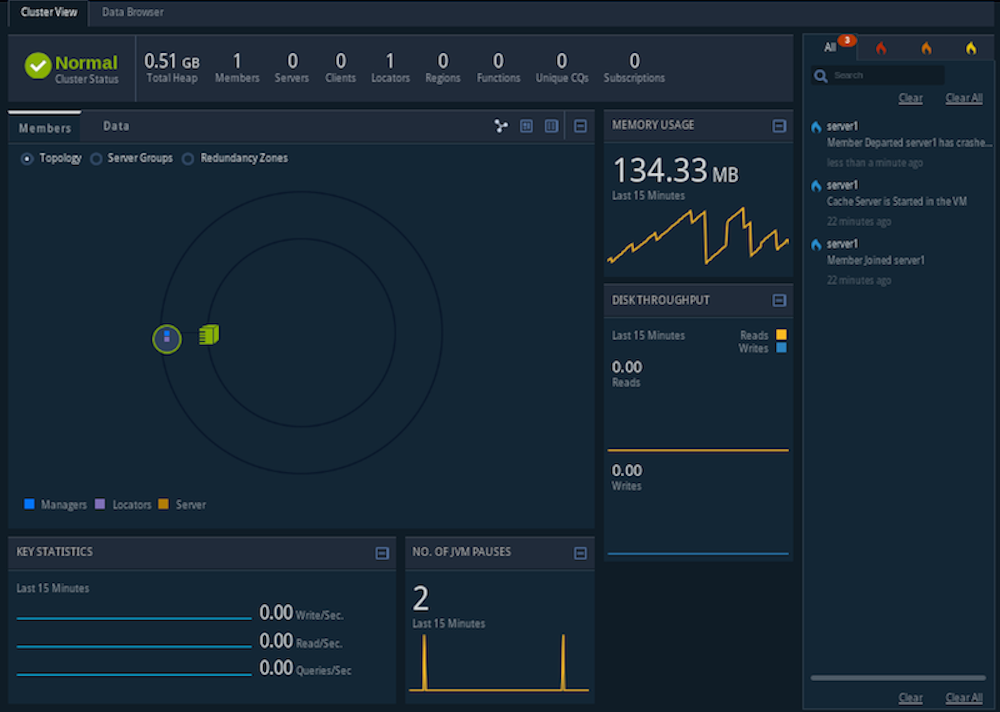 Cluster View Data Browser
Normal
Cluster Status
0.51 GB
Total Heap
1
Members
0
Servers
0
Clients
1
Locators
0
Regions
0
Functions
0
Unique CQs
0
Subscriptions
Members Data
Topology Server Groups Redundancy Zones
Managers Locators Server
MEMORY USAGE
134.33 MB
Last 15 Minutes
DISK THROUGHPUT
Last 15 Minutes Reads
Writes
0.00
Reads
0.00
Writes
KEY STATISTICS
Last 15 Minutes
0.00 Write/Sec.
0.00 Read/Sec.
0.00 Queries/Sec
NO. OF JVM PAUSES
2
Last 15 Minutes
All 3
Search
Clear Clear All
server1
Member Departed server1 has crashe...
less than a minute ago
server1
Cache Server is Started in the VM
22 minutes ago
server1
Member Joined server1
22 minutes ago
Clear Clear All